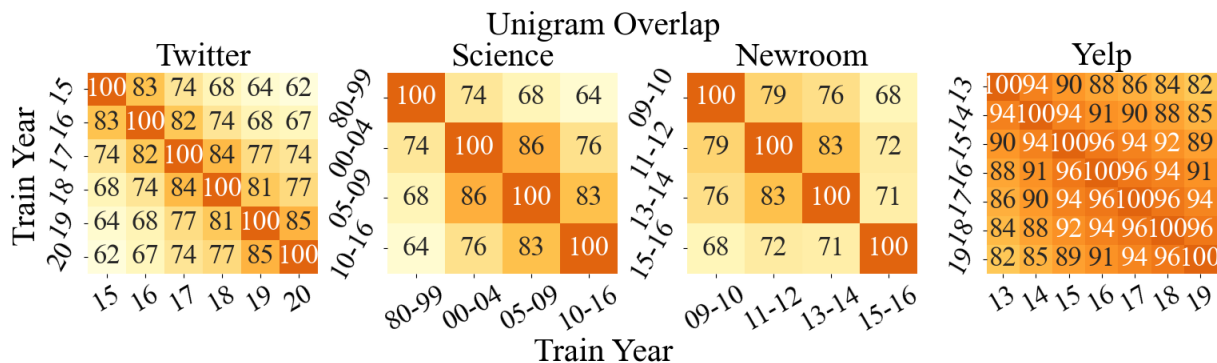 Unigram Overlap
Twitter
Science
Newroom
Yelp
Train Year
15 100 83 74 68 64 62
16 83 100 82 74 68 67
17 74 82 100 84 77 74
18 68 74 84 100 81 77
19 64 68 77 81 100 85
20 62 67 74 77 85 100
15 16 17 18 19 20
80-99 100 74 68 64
00-04 74 100 86 76
05-09 68 86 100 83
10-16 64 76 83 100
80-99 00-04 05-09 10-16
09-10 100 79 76 68
11-12 79 100 83 72
13-14 76 83 100 71
15-16 68 72 71 100
09-10 11-12 13-14 15-16
13 100 94 90 88 86 84 82
14 94 100 94 91 90 88 85
15 90 94 100 96 94 92 89
16 88 91 96 100 96 94 91
17 86 90 94 96 100 96 94
18 84 88 92 94 96 100 96
19 82 85 89 91 94 96 100
13 14 15 16 17 18 19
Train Year